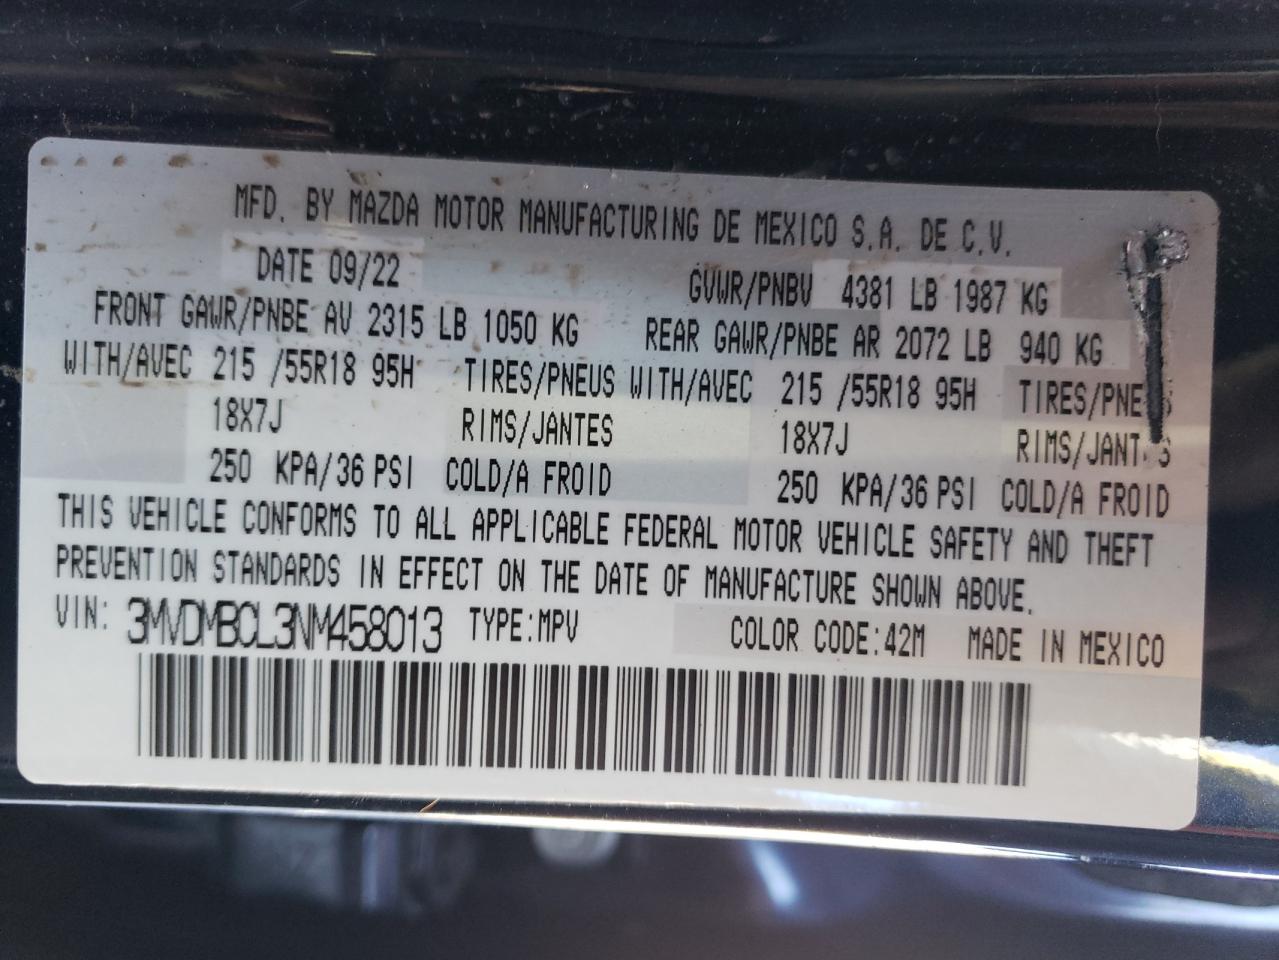 MFD. BY MAZDA MOTOR MANUFACTURING DE MEXICO S.A. DE C.V.
DATE 09/22 GVWR/PNBV 4381 LB 1987 KG
FRONT GAWR/PNBE AV 2315 LB 1050 KG REAR GAWR/PNBE AR 2072 LB 940 KG
WITH/AVEC 215 /55R18 95H TIRES/PNEUS WITH/AVEC 215 /55R18 95H TIRES/PNEUS
18X7J RIMS/JANTES 18X7J RIMS/JANTES
250 KPA/36 PSI COLD/A FROID 250 KPA/36 PSI COLD/A FROID
THIS VEHICLE CONFORMS TO ALL APPLICABLE FEDERAL MOTOR VEHICLE SAFETY AND THEFT
PREVENTION STANDARDS IN EFFECT ON THE DATE OF MANUFACTURE SHOWN ABOVE.
VIN: 3MVDMBCL3NM458013 TYPE:MPV COLOR CODE:42M MADE IN MEXICO